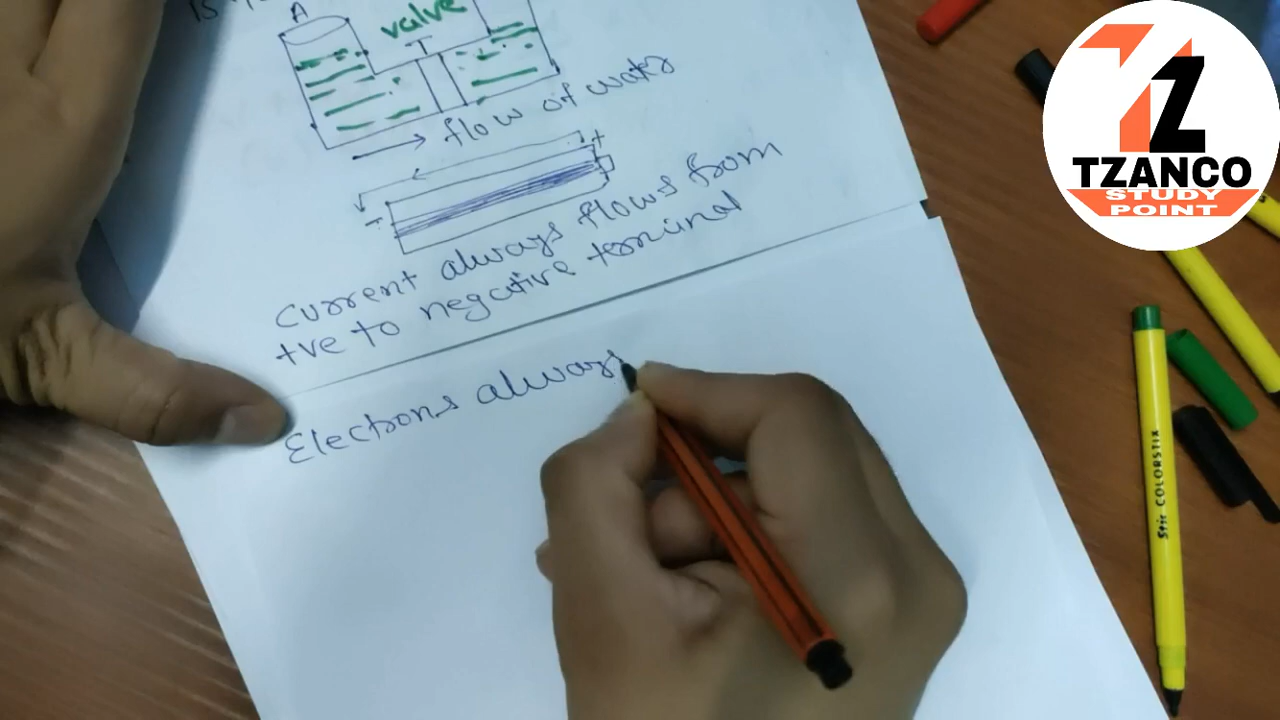 A
valve
flow of water
+
-
Current always flows from
+ve to negative terminal
Electrons always
TZ
TZANCO
STUDY
POINT
Stic COLORSTIX